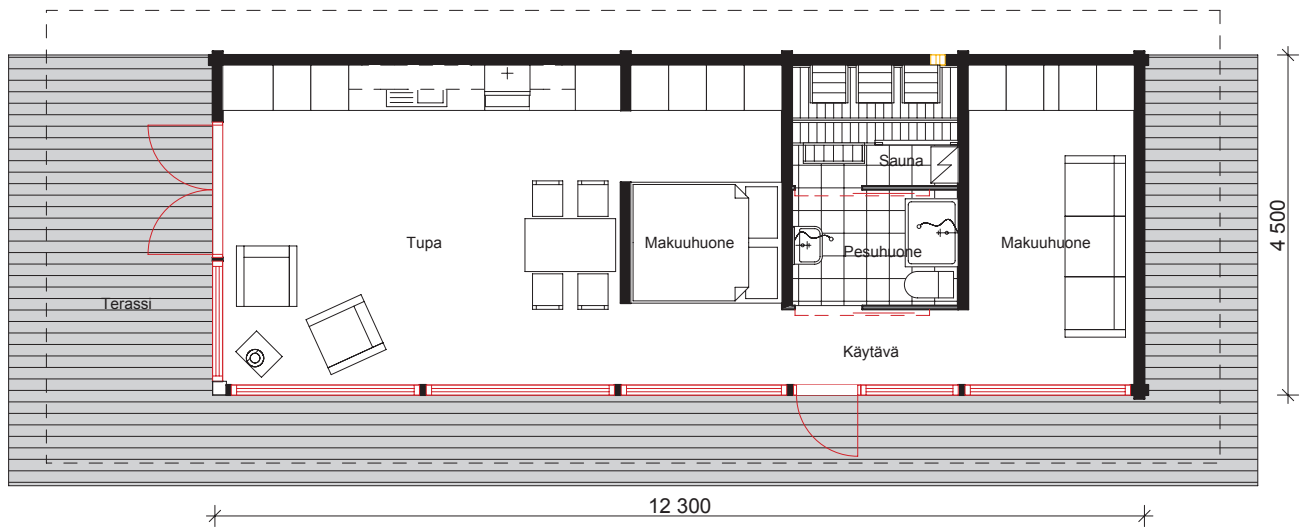 Sauna
Tupa
Makuuhuone
Pesuhuone
Makuuhuone
Terassi
Käytävä
4 500
12 300